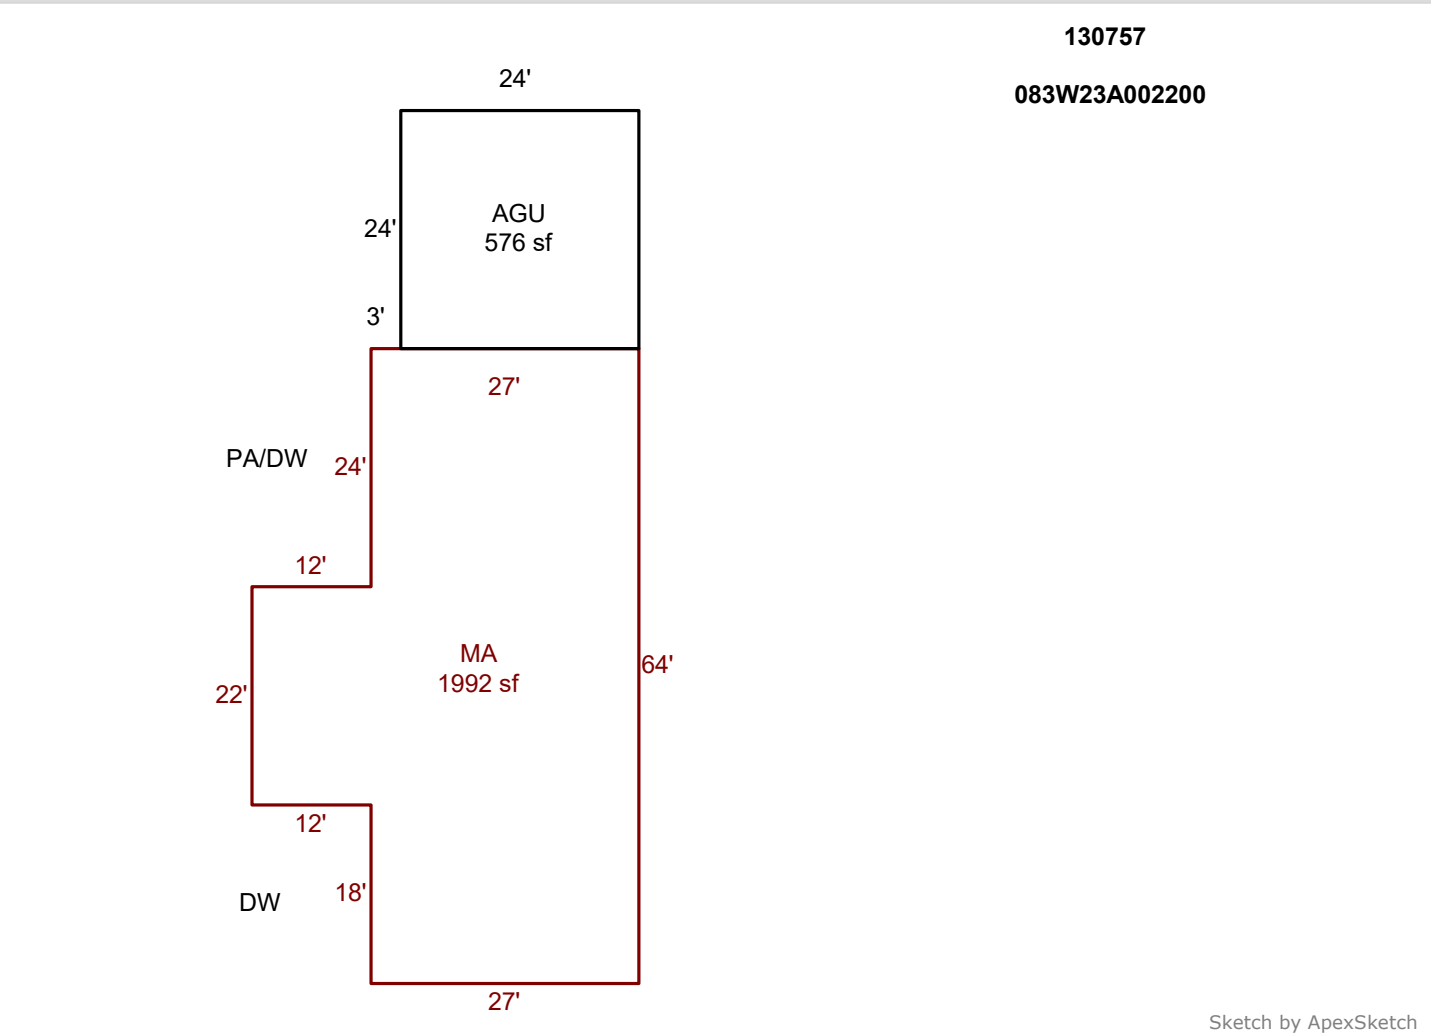 130757
083W23A002200
24'
24'
AGU
576 sf
3'
27'
PA/DW
24'
12'
MA
1992 sf
64'
22'
12'
DW
18'
27'
Sketch by ApexSketch